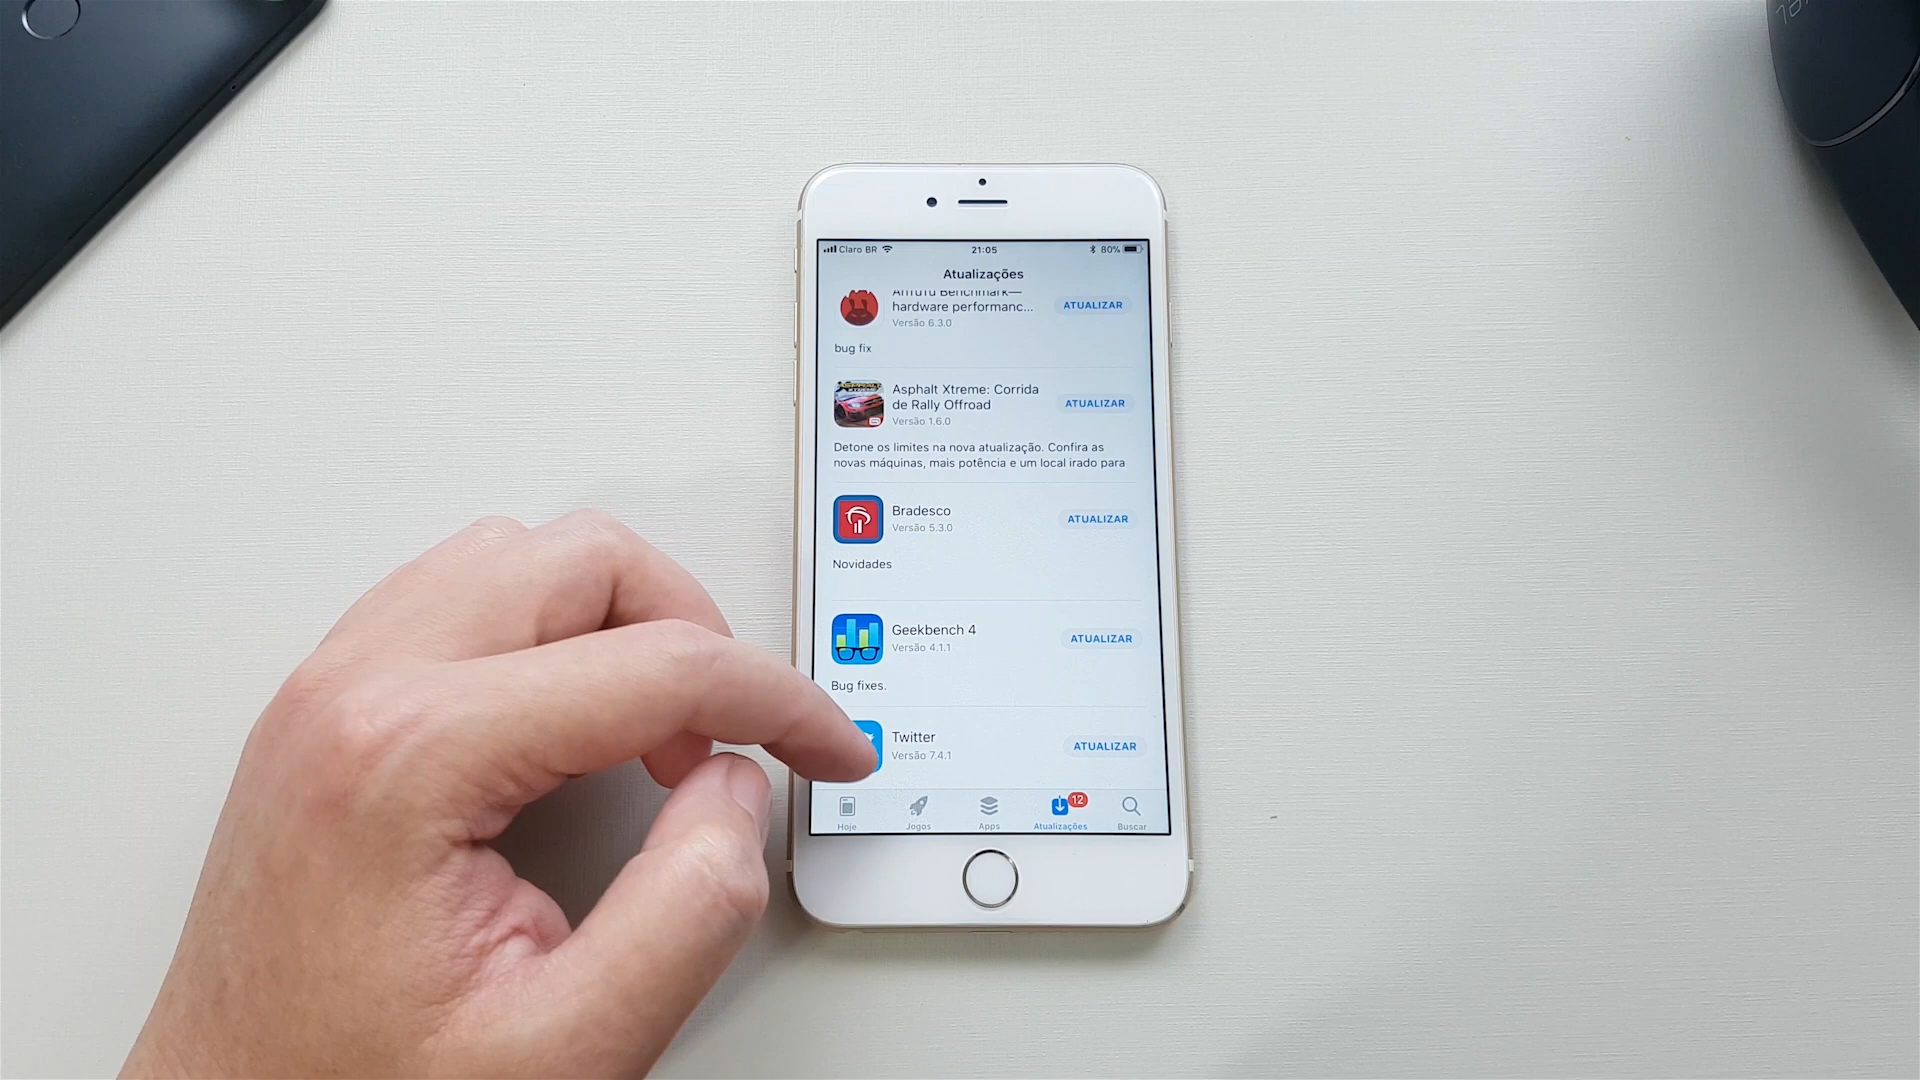 Claro BR
21:05
80%
Atualizações
AnTuTu Benchmark—
hardware performanc...
Versão 6.3.0
ATUALIZAR
bug fix
Asphalt Xtreme: Corrida
de Rally Offroad
Versão 1.6.0
ATUALIZAR
Detone os limites na nova atualização. Confira as
novas máquinas, mais potência e um local irado para
Bradesco
Versão 5.3.0
ATUALIZAR
Novidades
Geekbench 4
Versão 4.1.1
ATUALIZAR
Bug fixes.
Twitter
Versão 7.4.1
ATUALIZAR
12
Hoje
Jogos
Apps
Atualizações
Buscar